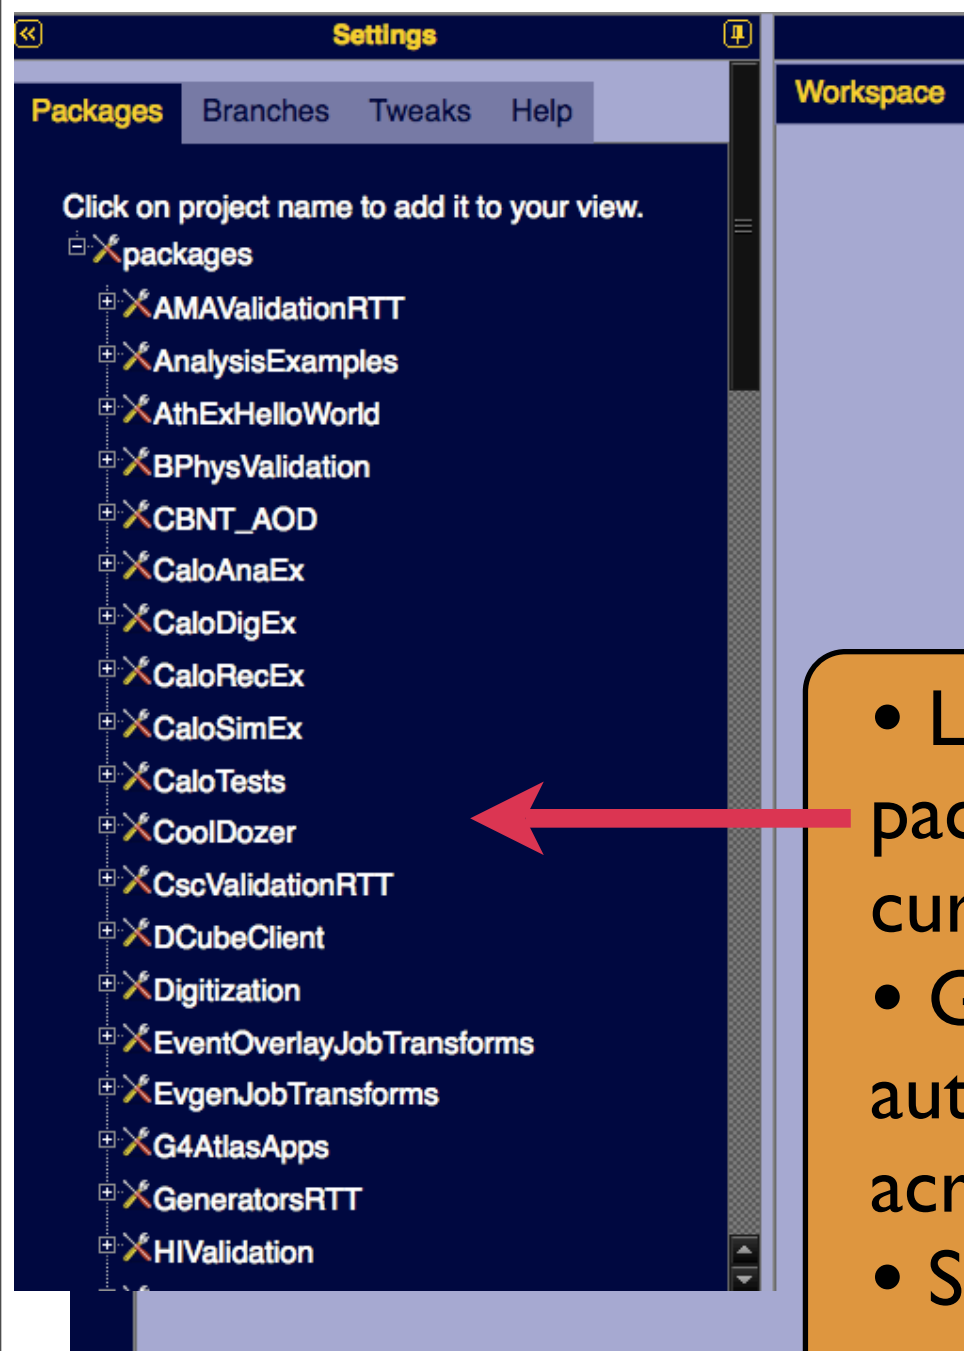 Settings
Packages Branches Tweaks Help
Workspace
Click on project name to add it to your view.
packages
AMAValidationRTT
AnalysisExamples
AthExHelloWorld
BPhysValidation
CBNT_AOD
CaloAnaEx
CaloDigEx
CaloRecEx
CaloSimEx
CaloTests
CoolDozer
CscValidationRTT
DCubeClient
Digitization
EventOverlayJobTransforms
EvgenJobTransforms
G4AtlasApps
GeneratorsRTT
HIValidation